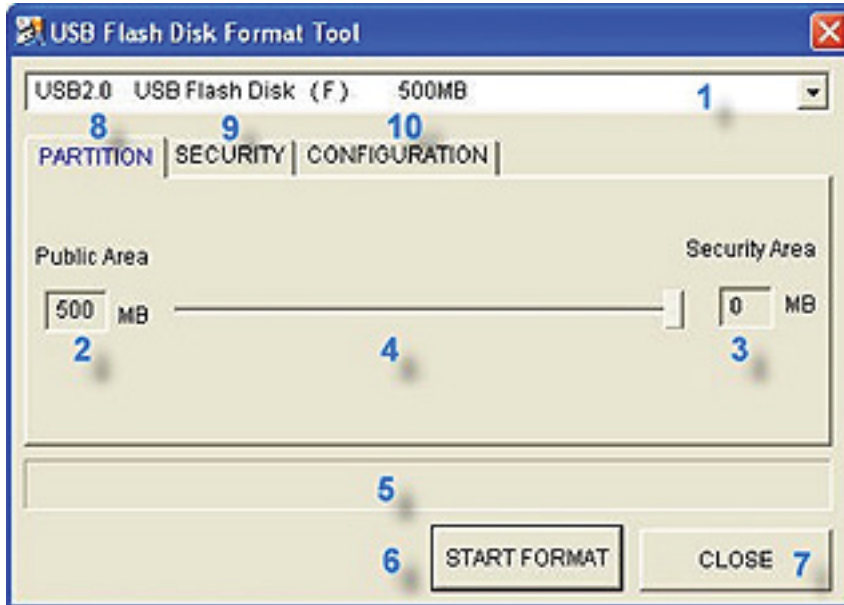 USB Flash Disk Format Tool
USB2.0 USB Flash Disk (F) 500MB
1
8 9 10
PARTITION SECURITY CONFIGURATION
Public Area Security Area
500 MB 0 MB
2 4 3
5
6 START FORMAT CLOSE 7